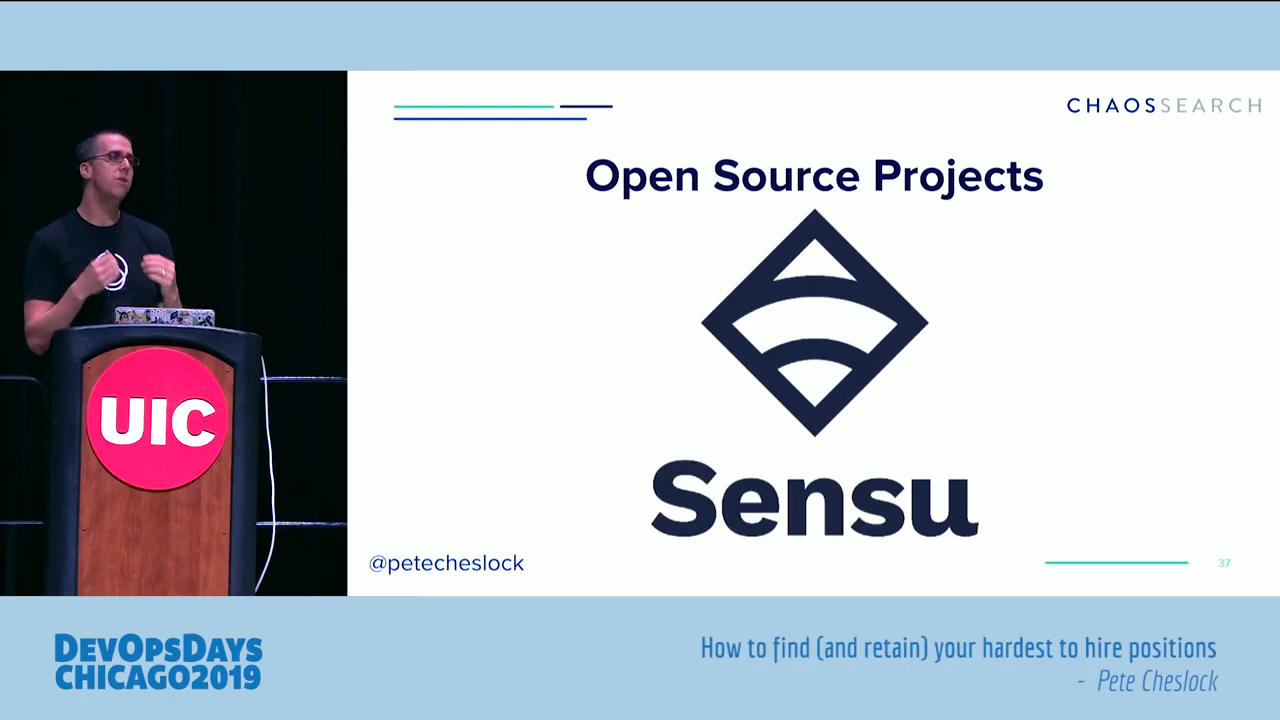 CHAOSSEARCH
Open Source Projects
Sensu
UIC
@petecheslock
37
DEVOPSDAYS
CHICAGO2019
How to find (and retain) your hardest to hire positions
- Pete Cheslock